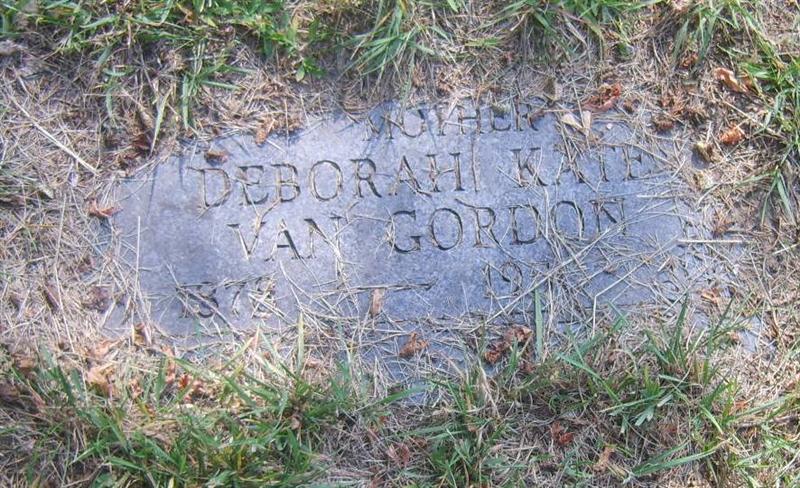 MOTHER
DEBORAH KATE
VAN GORDON